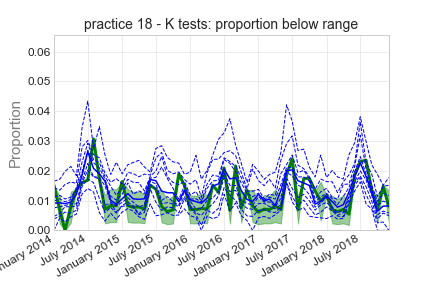 practice 18 - K tests: proportion below range
0.06
0.05
0.04
0.03
0.02
0.01
0.00
Proportion
nuary 2014
July 2014
January 2015
July 2015
January 2016
July 2016
January 2017
July 2017
January 2018
July 2018